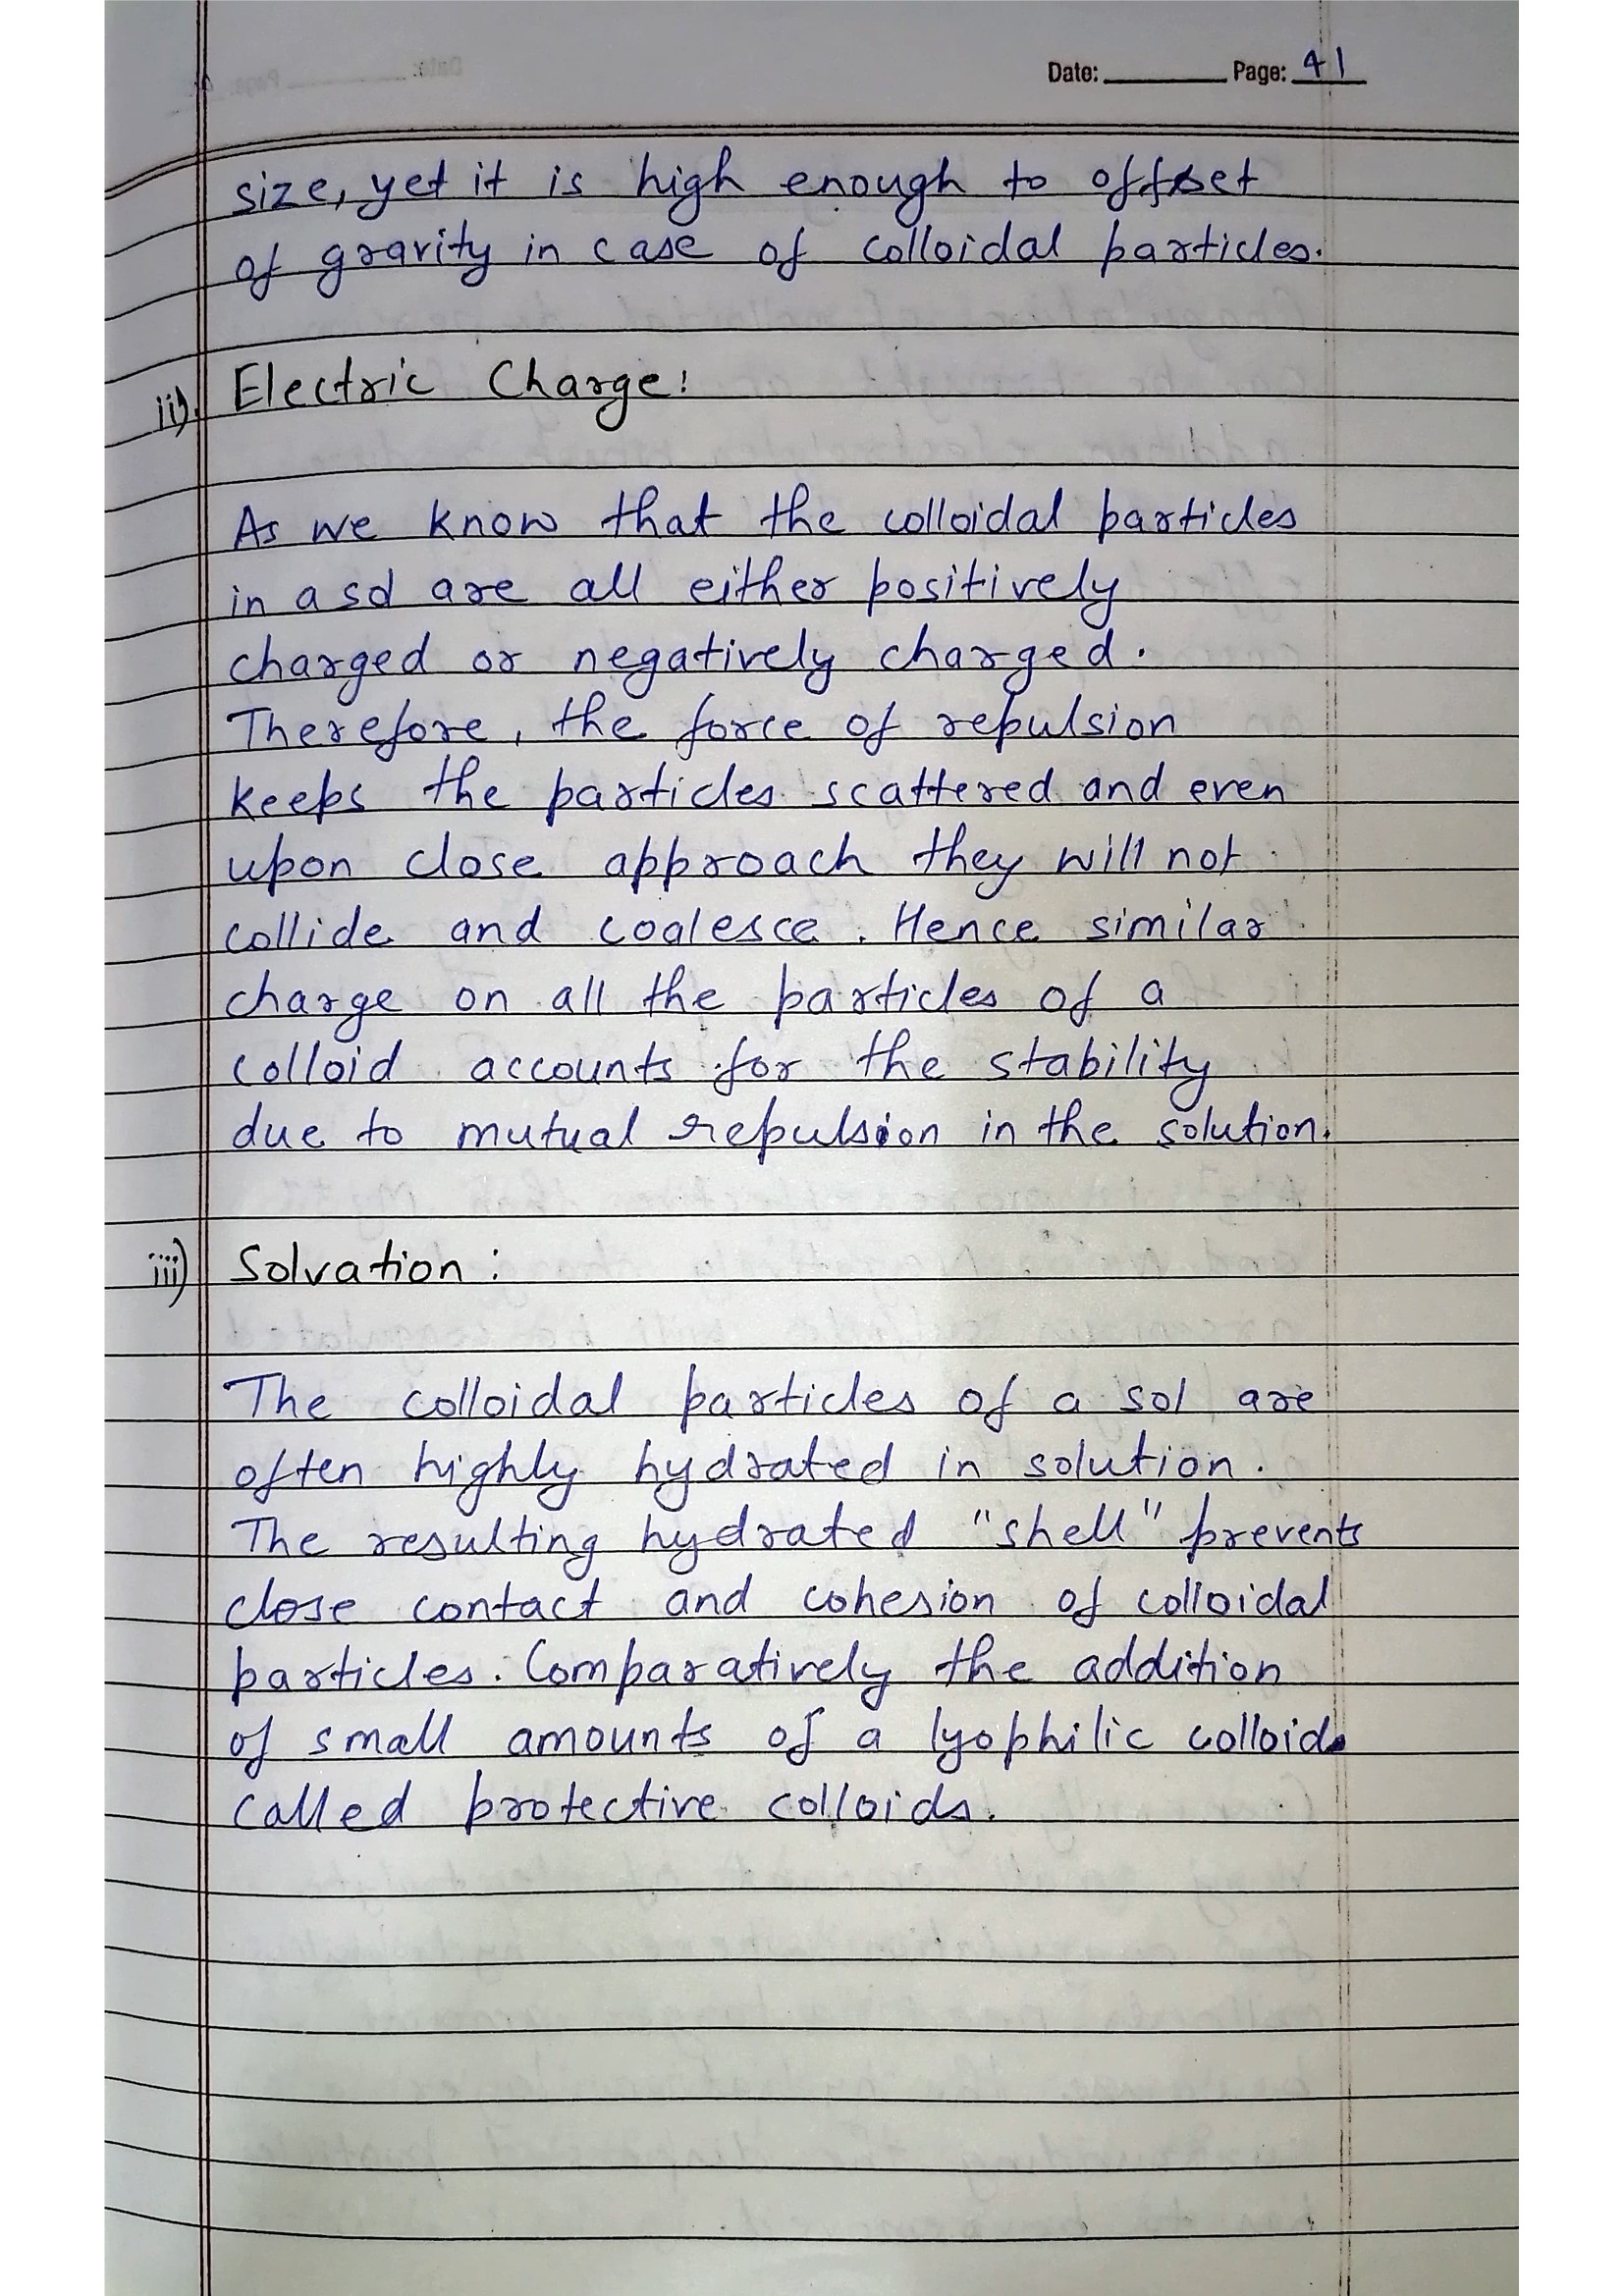 Date: Page: 41
size, yet it is high enough to offset
of gravity in case of colloidal particles.
ii). Electric Charge:
As we know that the colloidal particles
in a sol are all either positively
charged or negatively charged.
Therefore, the force of repulsion
keeps the particles scattered and even
upon close approach they will not
collide and coalesce. Hence similar
charge on all the particles of a
colloid accounts for the stability
due to mutual repulsion in the solution.
iii) Solvation:
The colloidal particles of a sol are
often highly hydrated in solution.
The resulting hydrated "shell" prevents
close contact and cohesion of colloidal
particles. Comparatively the addition
of small amounts of a lyophilic colloid
called protective colloids.